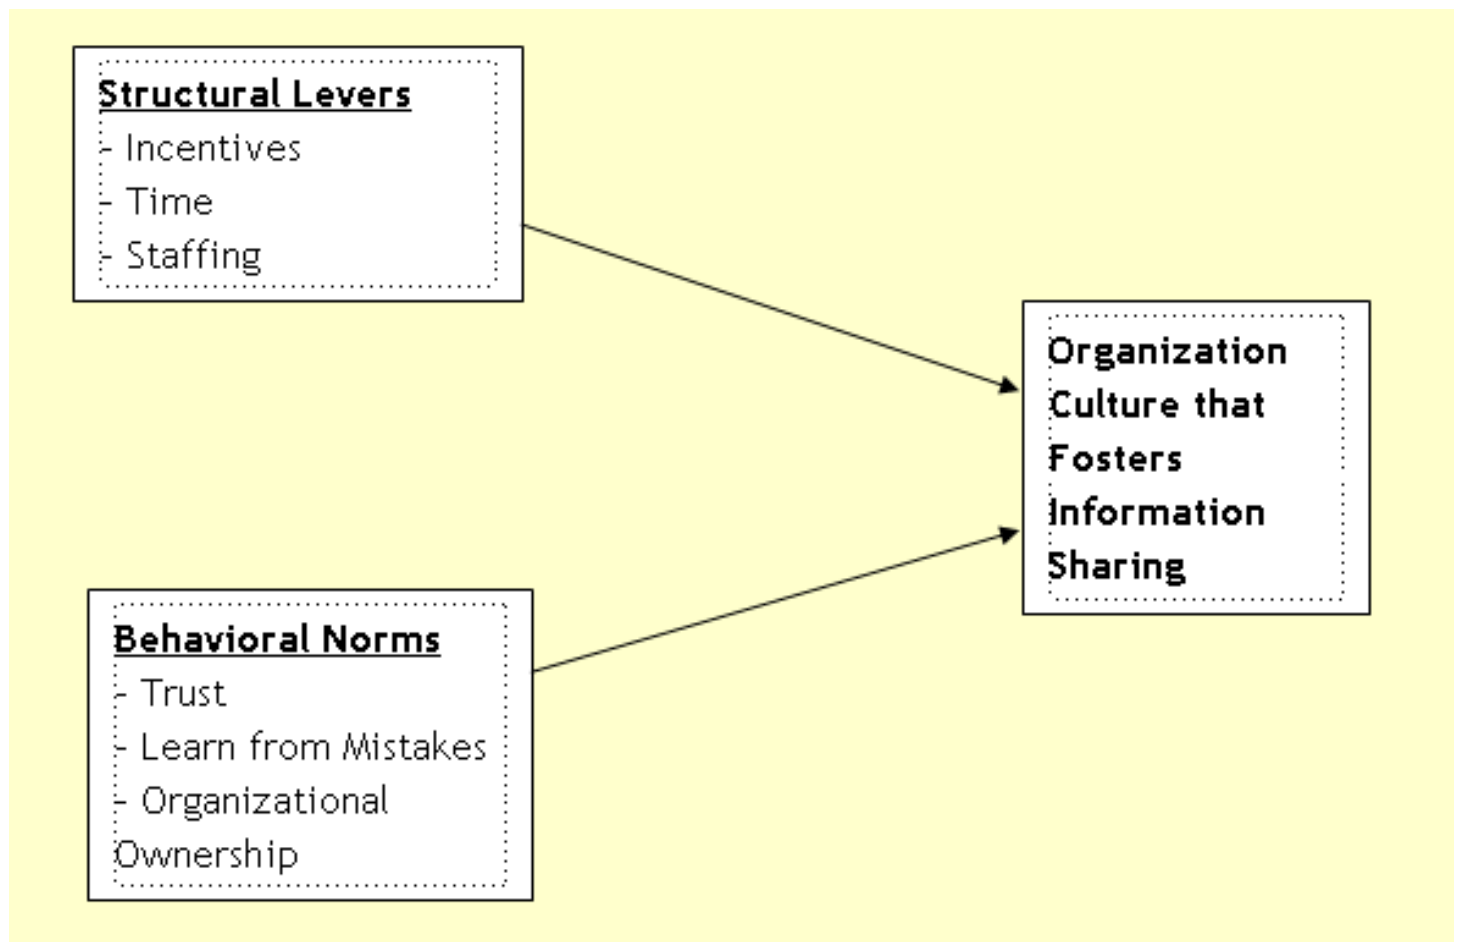 Structural Levers
- Incentives
- Time
- Staffing
Organization
Culture that
Fosters
Information
Sharing
Behavioral Norms
- Trust
- Learn from Mistakes
- Organizational
Ownership